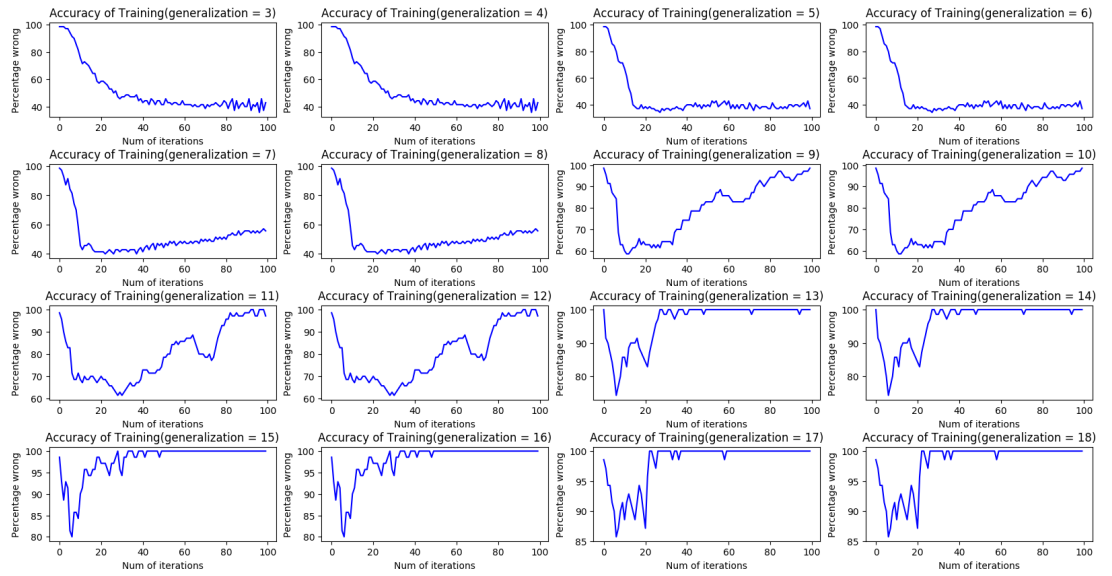 Accuracy of Training(generalization = 3)
Percentage wrong
100
80
60
40
0 20 40 60 80 100
Num of iterations
Accuracy of Training(generalization = 4)
Percentage wrong
100
80
60
40
0 20 40 60 80 100
Num of iterations
Accuracy of Training(generalization = 5)
Percentage wrong
100
80
60
40
0 20 40 60 80 100
Num of iterations
Accuracy of Training(generalization = 6)
Percentage wrong
100
80
60
40
0 20 40 60 80 100
Num of iterations
Accuracy of Training(generalization = 7)
Percentage wrong
100
80
60
40
0 20 40 60 80 100
Num of iterations
Accuracy of Training(generalization = 8)
Percentage wrong
100
80
60
40
0 20 40 60 80 100
Num of iterations
Accuracy of Training(generalization = 9)
Percentage wrong
100
90
80
70
60
0 20 40 60 80 100
Num of iterations
Accuracy of Training(generalization = 10)
Percentage wrong
100
90
80
70
60
0 20 40 60 80 100
Num of iterations
Accuracy of Training(generalization = 11)
Percentage wrong
100
90
80
70
60
0 20 40 60 80 100
Num of iterations
Accuracy of Training(generalization = 12)
Percentage wrong
100
90
80
70
60
0 20 40 60 80 100
Num of iterations
Accuracy of Training(generalization = 13)
Percentage wrong
100
90
80
0 20 40 60 80 100
Num of iterations
Accuracy of Training(generalization = 14)
Percentage wrong
100
90
80
0 20 40 60 80 100
Num of iterations
Accuracy of Training(generalization = 15)
Percentage wrong
100
95
90
85
80
0 20 40 60 80 100
Num of iterations
Accuracy of Training(generalization = 16)
Percentage wrong
100
95
90
85
80
0 20 40 60 80 100
Num of iterations
Accuracy of Training(generalization = 17)
Percentage wrong
100
95
90
85
0 20 40 60 80 100
Num of iterations
Accuracy of Training(generalization = 18)
Percentage wrong
100
95
90
85
0 20 40 60 80 100
Num of iterations